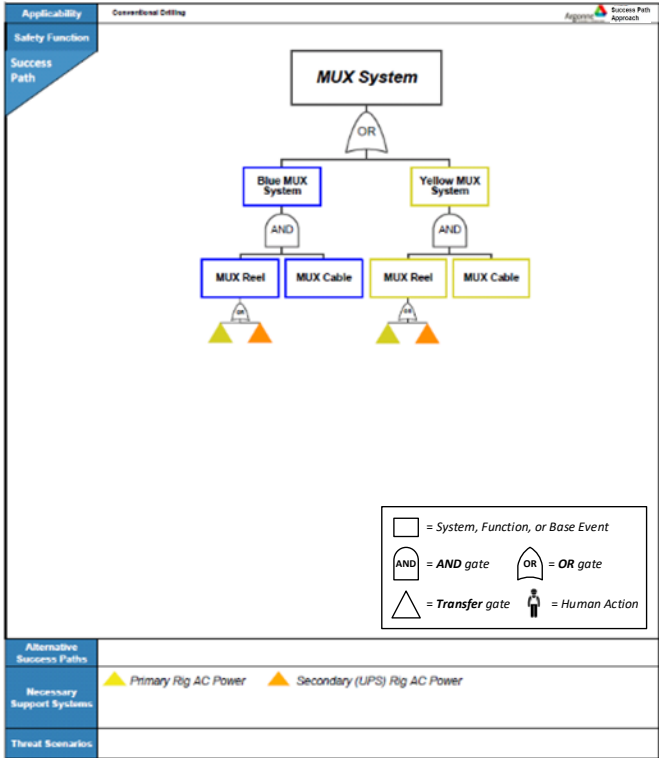 Applicability
Conventional Drilling
Argonne
Success Path
Approach
Safety Function
Success
Path
MUX System
OR
Blue MUX
System
Yellow MUX
System
AND
AND
MUX Reel
MUX Cable
MUX Reel
MUX Cable
OR
OR
= System, Function, or Base Event
AND
= AND gate
OR
= OR gate
= Transfer gate
= Human Action
Alternative
Success Paths
Necessary
Support Systems
Primary Rig AC Power
Secondary (UPS) Rig AC Power
Threat Scenarios